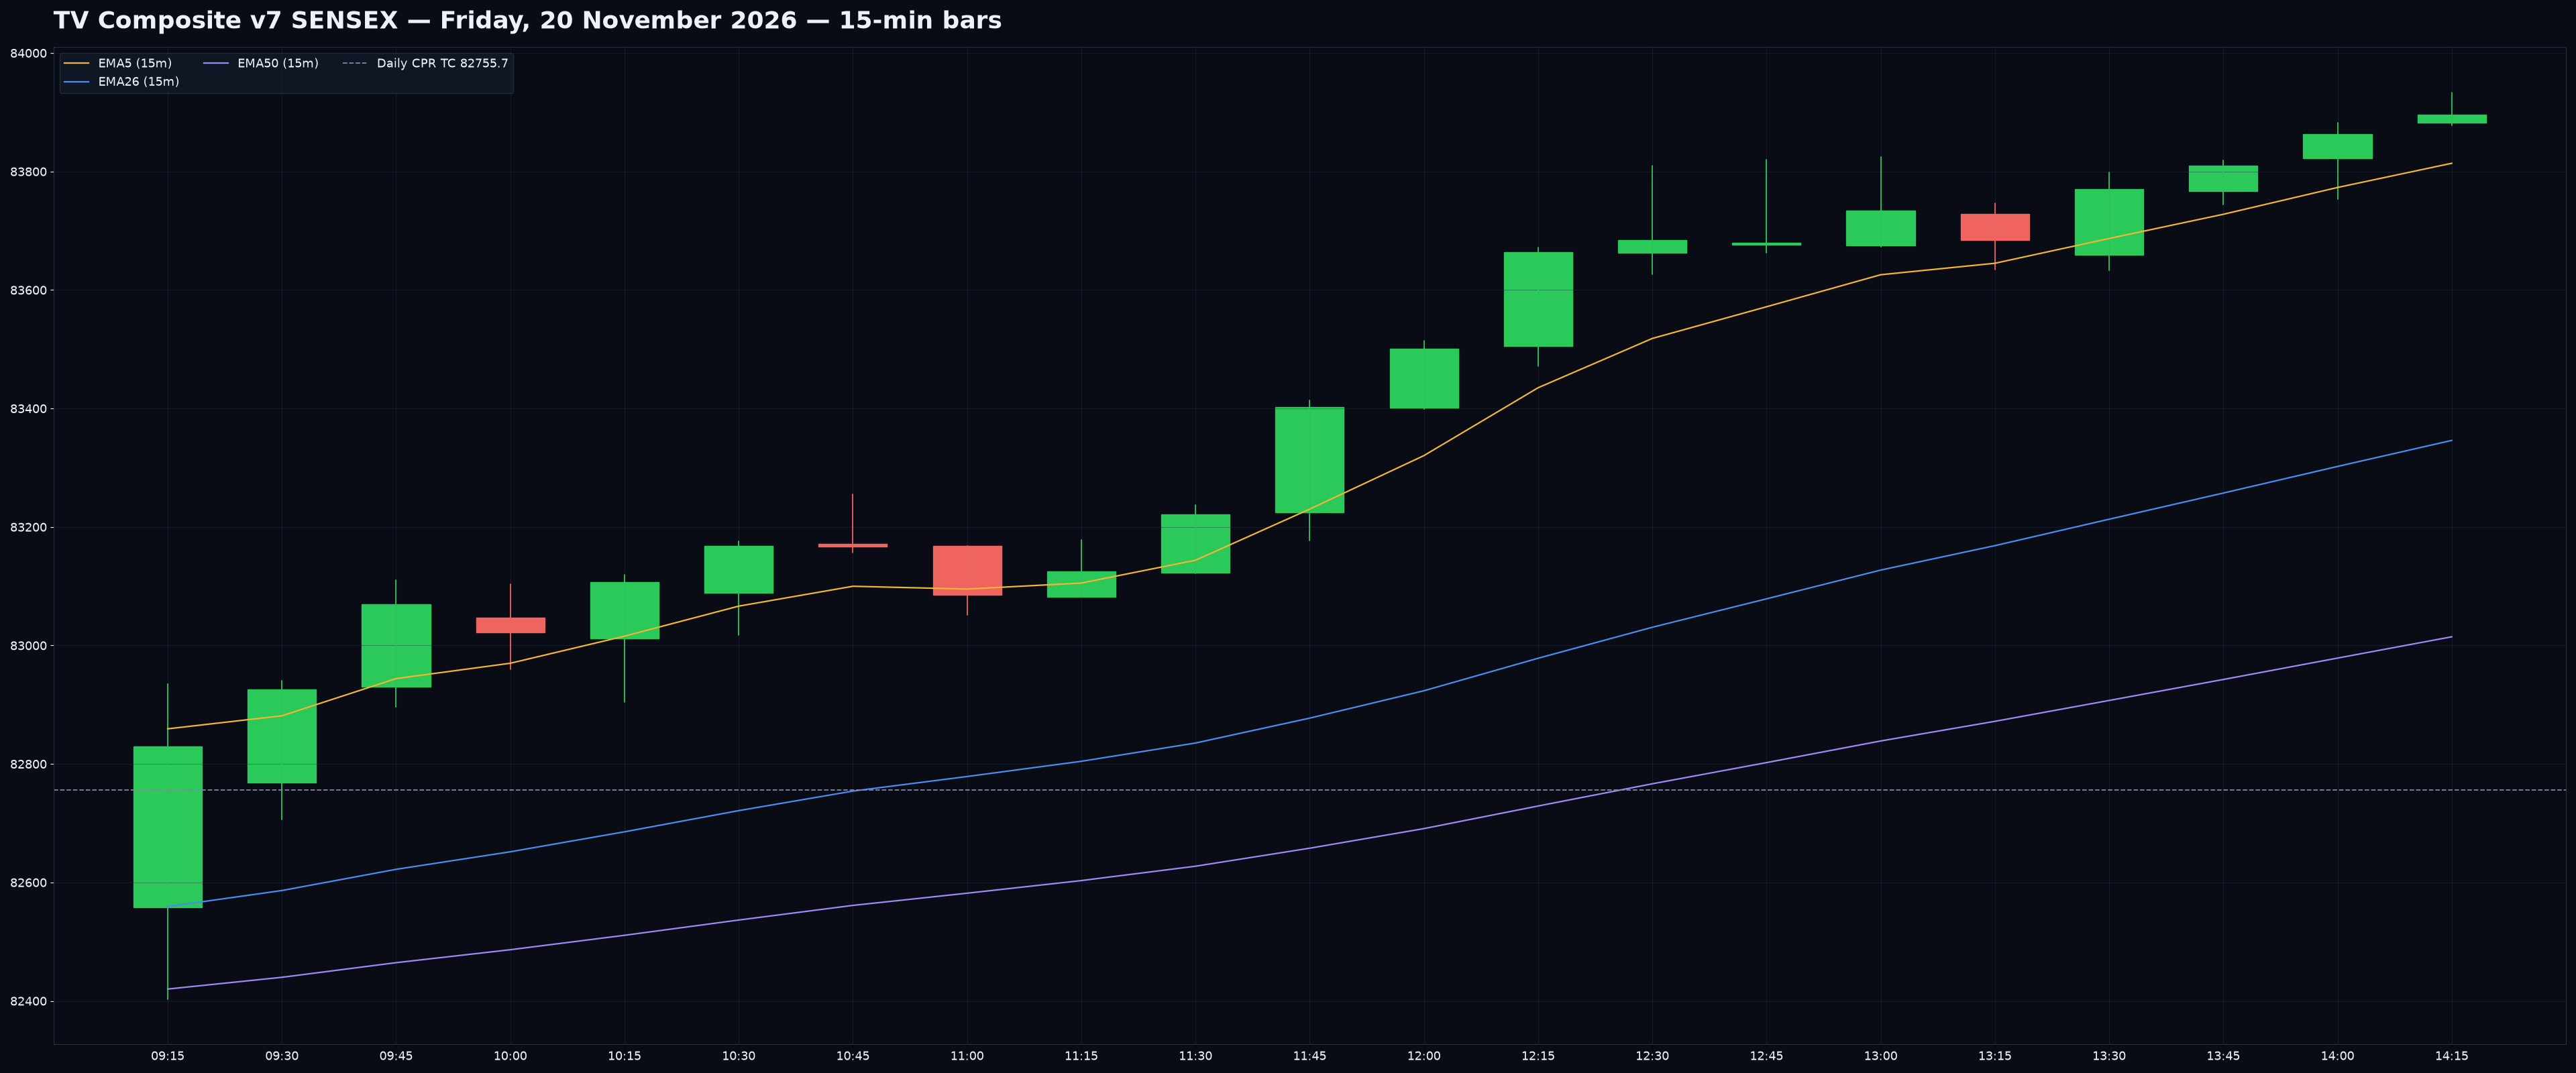 TV Composite v7 SENSEX — Friday, 20 November 2026 — 15-min bars
EMA5 (15m) EMA50 (15m) Daily CPR TC 82755.7
EMA26 (15m)
84000
83800
83600
83400
83200
83000
82800
82600
82400
09:15 09:30 09:45 10:00 10:15 10:30 10:45 11:00 11:15 11:30 11:45 12:00 12:15 12:30 12:45 13:00 13:15 13:30 13:45 14:00 14:15